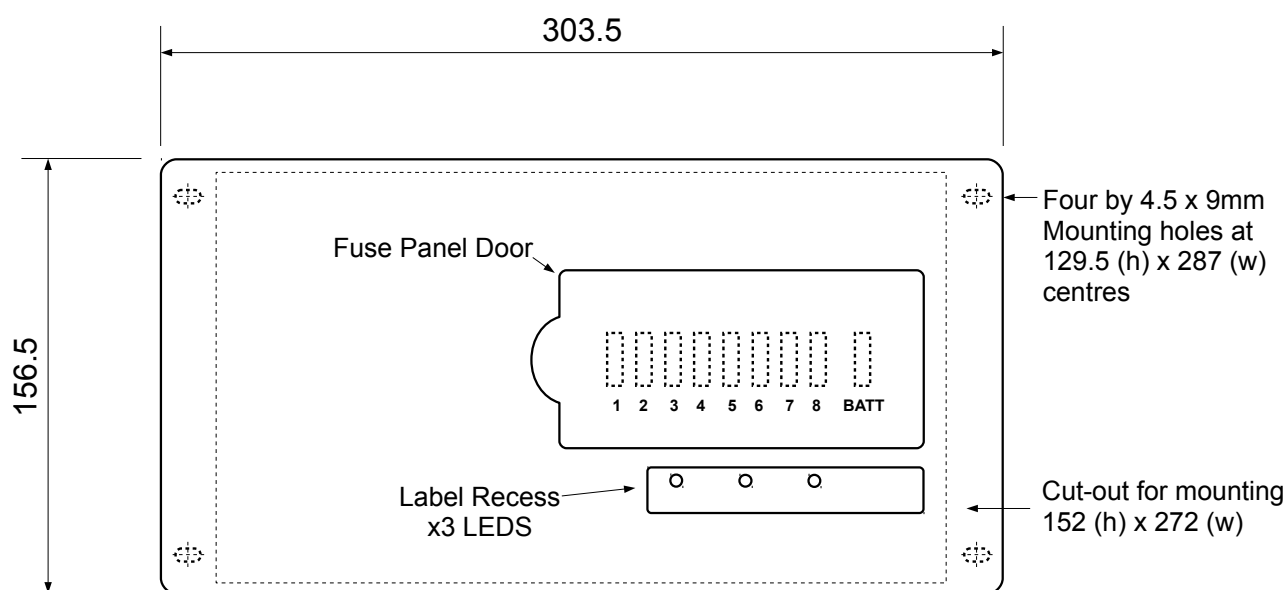 303.5
156.5
Four by 4.5 x 9mm
Mounting holes at
129.5 (h) x 287 (w)
centres
Fuse Panel Door
1 2 3 4 5 6 7 8 BATT
Label Recess
x3 LEDS
Cut-out for mounting
152 (h) x 272 (w)